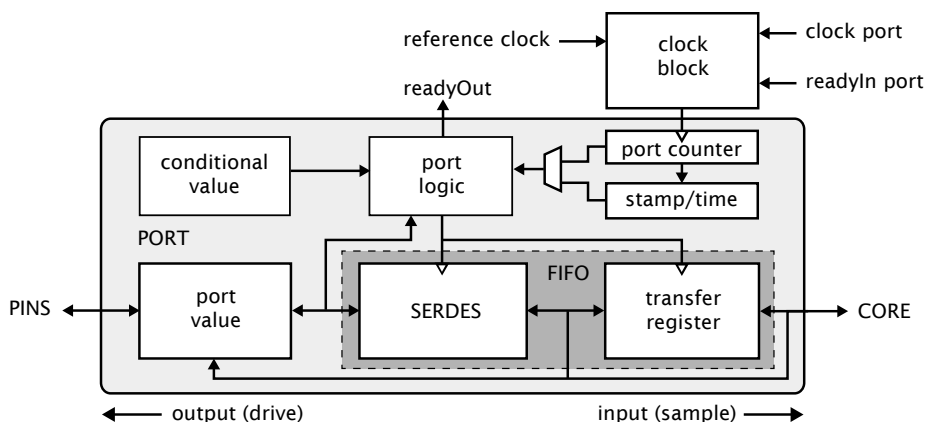 reference clock
clock
block
clock port
readyIn port
readyOut
conditional
value
port
logic
port counter
stamp/time
PORT
FIFO
PINS
port
value
SERDES
transfer
register
CORE
output (drive)
input (sample)